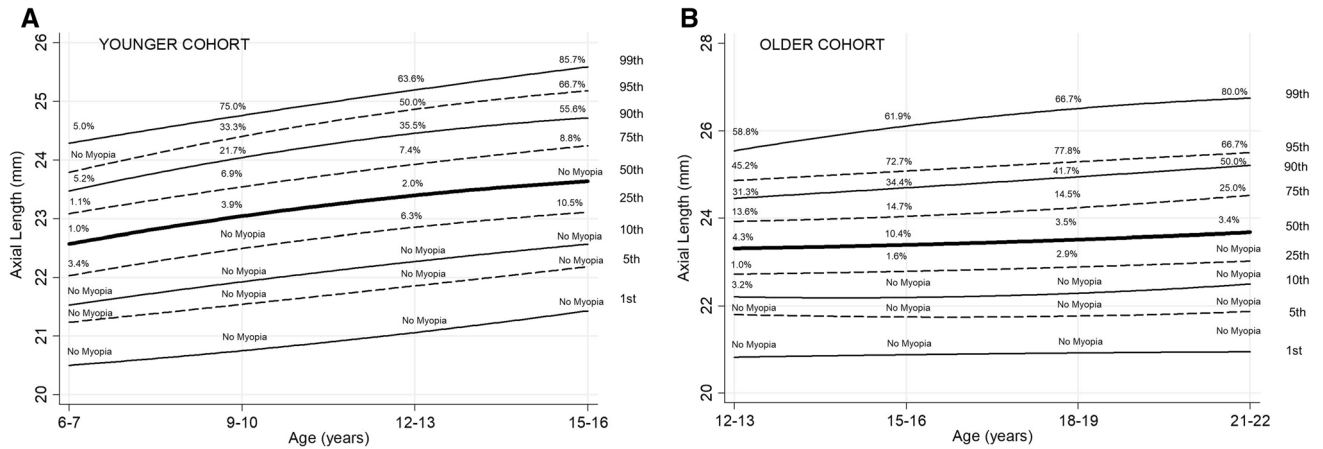 A
YOUNGER COHORT
Axial Length (mm)
26
25
24
23
22
21
20
5.0%
75.0%
63.6%
85.7%
99th
No Myopia
33.3%
50.0%
66.7%
95th
5.2%
21.7%
35.5%
55.6%
90th
1.1%
6.9%
7.4%
8.8%
75th
1.0%
3.9%
2.0%
No Myopia
50th
3.4%
No Myopia
6.3%
10.5%
25th
No Myopia
No Myopia
No Myopia
No Myopia
10th
No Myopia
No Myopia
No Myopia
No Myopia
5th
No Myopia
No Myopia
No Myopia
No Myopia
1st
6-7
9-10
12-13
15-16
Age (years)
B
OLDER COHORT
Axial Length (mm)
28
26
24
22
20
58.8%
61.9%
66.7%
80.0%
99th
45.2%
72.7%
77.8%
66.7%
95th
31.3%
34.4%
41.7%
50.0%
90th
13.6%
14.7%
14.5%
25.0%
75th
4.3%
10.4%
3.5%
3.4%
50th
1.0%
1.6%
2.9%
No Myopia
25th
3.2%
No Myopia
No Myopia
No Myopia
10th
No Myopia
No Myopia
No Myopia
No Myopia
5th
No Myopia
No Myopia
No Myopia
No Myopia
1st
12-13
15-16
18-19
21-22
Age (years)